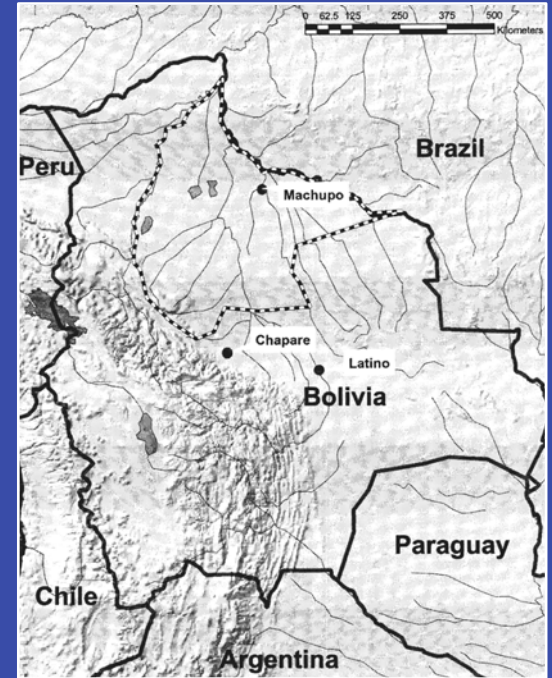 0 62.5 125 250 375 500
Kilometers
Brazil
Peru
Machupo
Chapare
Latino
Bolivia
Paraguay
Chile
Argentina